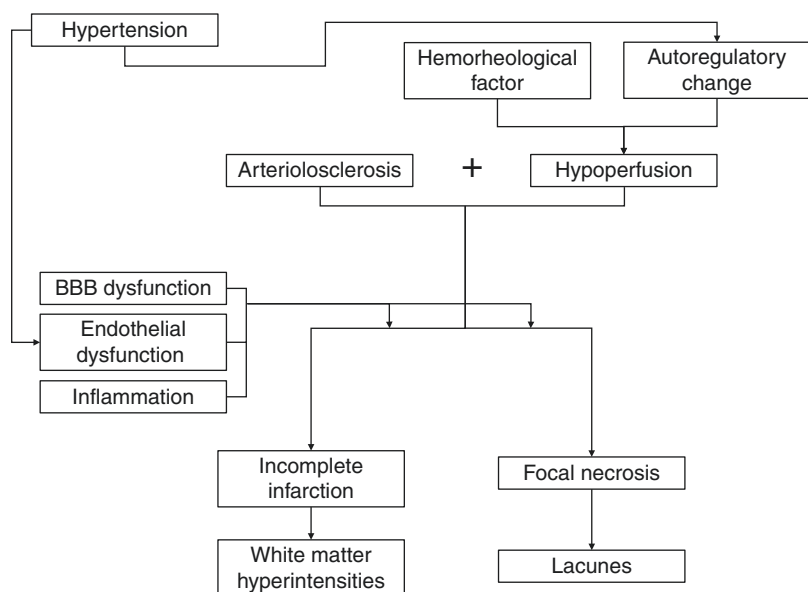 Hypertension
Hemorheological
factor
Autoregulatory
change
Arteriolosclerosis
+
Hypoperfusion
BBB dysfunction
Endothelial
dysfunction
Inflammation
Incomplete
infarction
Focal necrosis
White matter
hyperintensities
Lacunes